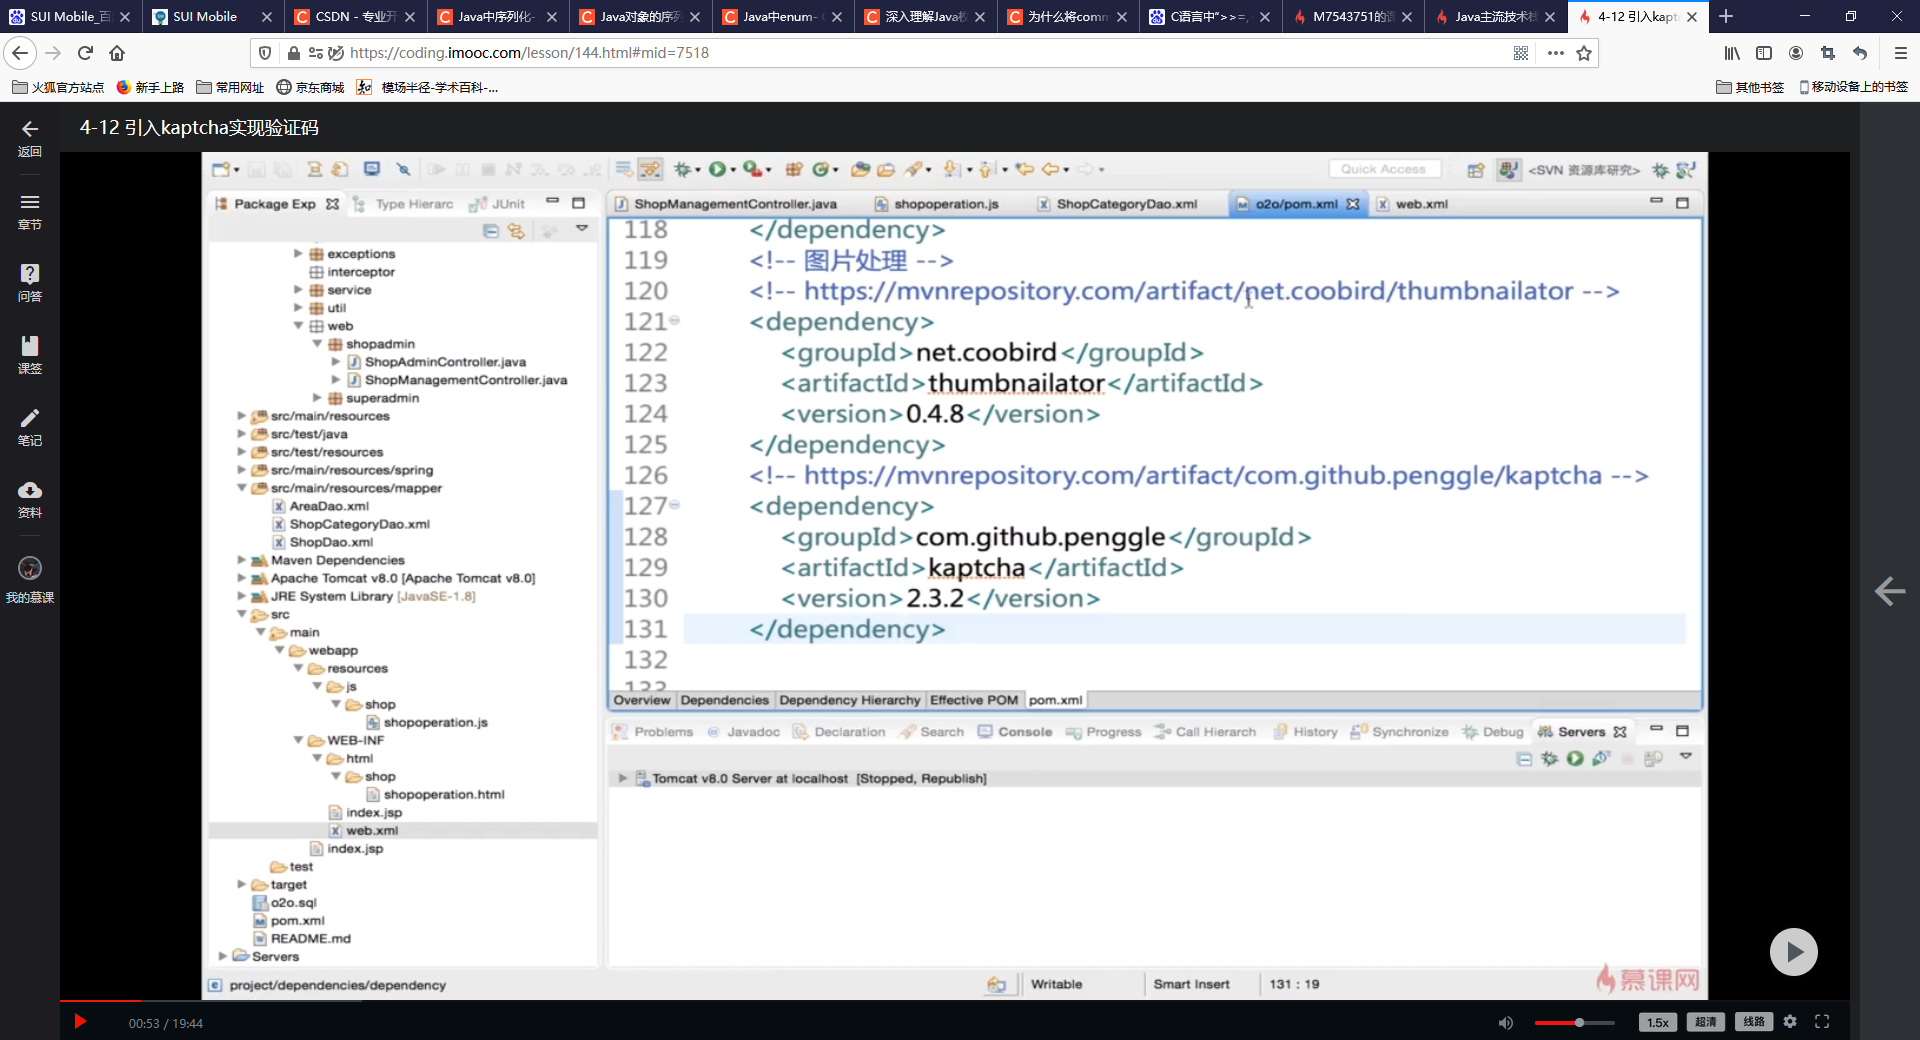 SUI Mobile_百
SUI Mobile
CSDN - 专业开
Java中序列化-
Java对象的序列
Java中enum-
深入理解Java枚
为什么将comm
C语言中">>=,
M7543751的
Java主流技术栈
4-12 引入kapt
https://coding.imooc.com/lesson/144.html#mid=7518
火狐官方站点
新手上路
常用网址
京东商城
模场半径-学术百科-...
其他书签
移动设备上的书签
返回
章节
问答
课签
笔记
资料
我的慕课
4-12 引入kaptcha实现验证码
Quick Access
<SVN 资源库研究>
Package Exp
Type Hierarc
JUnit
exceptions
interceptor
service
util
web
shopadmin
ShopAdminController.java
ShopManagementController.java
superadmin
src/main/resources
src/test/java
src/test/resources
src/main/resources/spring
src/main/resources/mapper
AreaDao.xml
ShopCategoryDao.xml
ShopDao.xml
Maven Dependencies
Apache Tomcat v8.0 [Apache Tomcat v8.0]
JRE System Library [JavaSE-1.8]
src
main
webapp
resources
js
shop
shopoperation.js
WEB-INF
html
shop
shopoperation.html
index.jsp
web.xml
index.jsp
test
target
o2o.sql
pom.xml
README.md
Servers
ShopManagementController.java
shopoperation.js
ShopCategoryDao.xml
o2o/pom.xml
web.xml
118 </dependency>
119 <!-- 图片处理 -->
120 <!-- https://mvnrepository.com/artifact/net.coobird/thumbnailator -->
121 <dependency>
122 <groupId>net.coobird</groupId>
123 <artifactId>thumbnailator</artifactId>
124 <version>0.4.8</version>
125 </dependency>
126 <!-- https://mvnrepository.com/artifact/com.github.penggle/kaptcha -->
127 <dependency>
128 <groupId>com.github.penggle</groupId>
129 <artifactId>kaptcha</artifactId>
130 <version>2.3.2</version>
131 </dependency>
132
133
Overview
Dependencies
Dependency Hierarchy
Effective POM
pom.xml
Problems
Javadoc
Declaration
Search
Console
Progress
Call Hierarch
History
Synchronize
Debug
Servers
Tomcat v8.0 Server at localhost [Stopped, Republish]
project/dependencies/dependency
Writable
Smart Insert
131 : 19
慕课网
00:53 / 19:44
1.5x
超清
线路